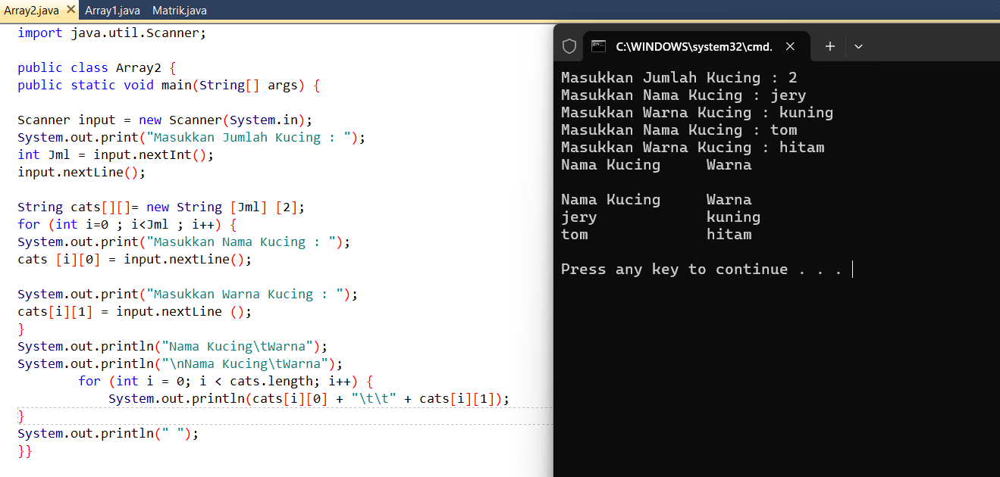 Array2.java Array1.java Matrik.java
import java.util.Scanner;
public class Array2 {
public static void main(String[] args) {
Scanner input = new Scanner(System.in);
System.out.print("Masukkan Jumlah Kucing : ");
int Jml = input.nextInt();
input.nextLine();
String cats[][]= new String [Jml] [2];
for (int i=0 ; i<Jml ; i++) {
System.out.print("Masukkan Nama Kucing : ");
cats [i][0] = input.nextLine();
System.out.print("Masukkan Warna Kucing : ");
cats[i][1] = input.nextLine ();
}
System.out.println("Nama Kucing\tWarna");
System.out.println("\nNama Kucing\tWarna");
for (int i = 0; i < cats.length; i++) {
System.out.println(cats[i][0] + "\t\t" + cats[i][1]);
}
System.out.println(" ");
}}
C:\WINDOWS\system32\cmd.
Masukkan Jumlah Kucing : 2
Masukkan Nama Kucing : jery
Masukkan Warna Kucing : kuning
Masukkan Nama Kucing : tom
Masukkan Warna Kucing : hitam
Nama Kucing Warna
Nama Kucing Warna
jery kuning
tom hitam
Press any key to continue . . .